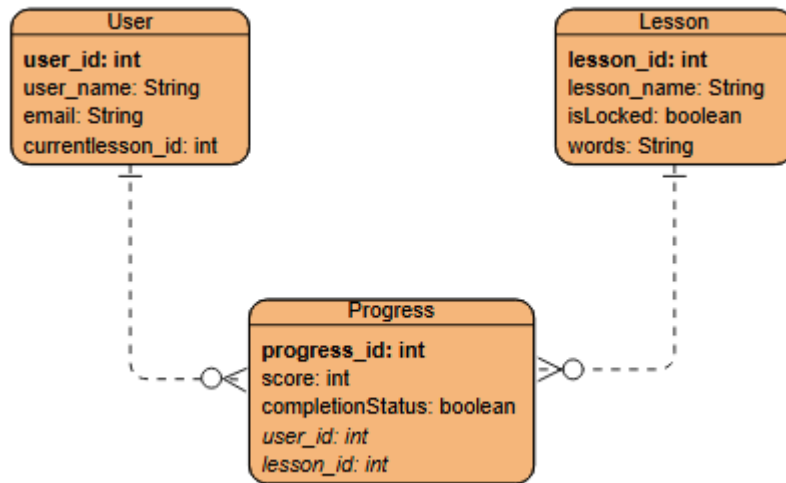 User
user_id: int
user_name: String
email: String
currentlesson_id: int
Lesson
lesson_id: int
lesson_name: String
isLocked: boolean
words: String
Progress
progress_id: int
score: int
completionStatus: boolean
user_id: int
lesson_id: int